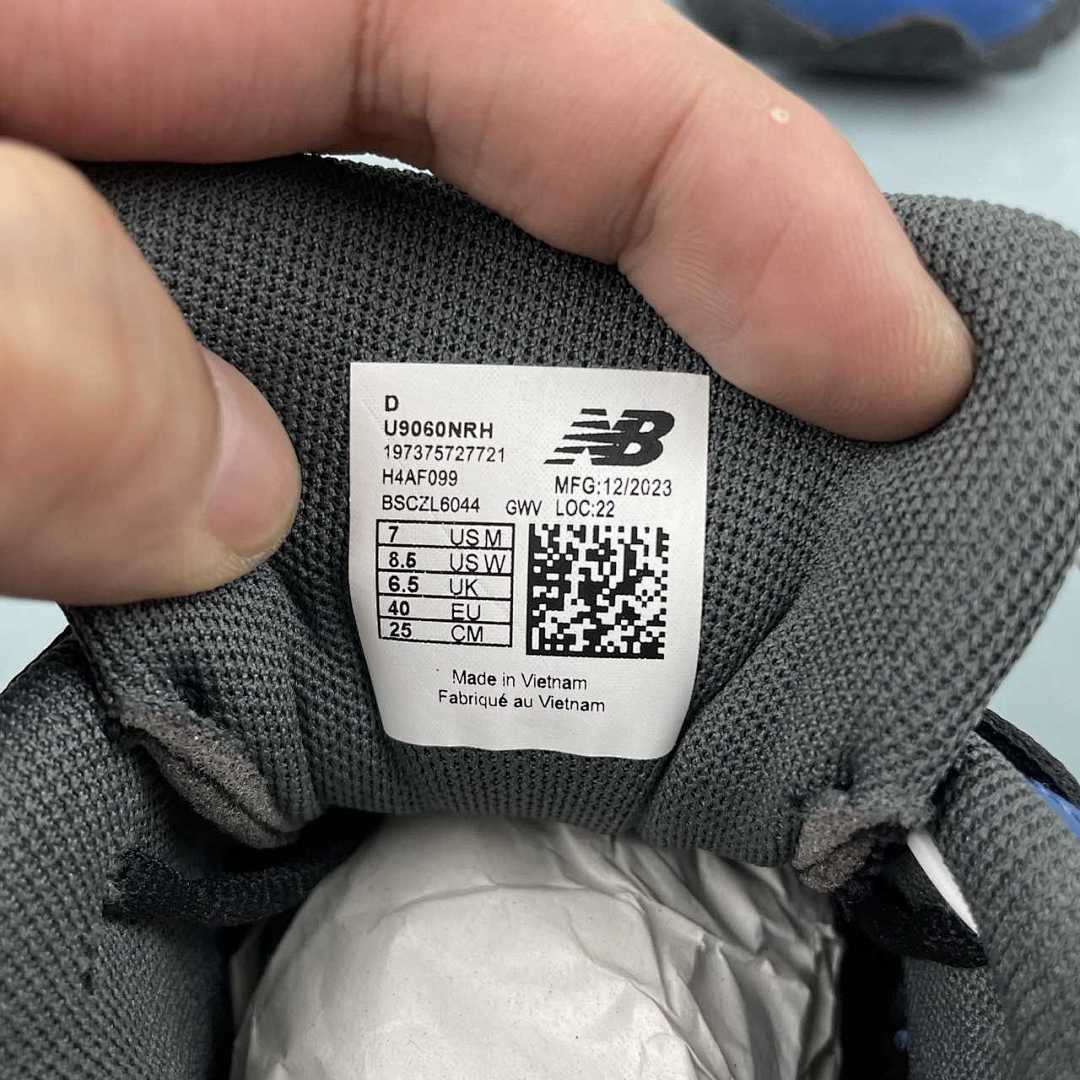 D
U9060NRH
197375727721
H4AF099
BSCZL6044 GWV
NB
MFG:12/2023
LOC:22
7 US M
8.5 US W
6.5 UK
40 EU
25 CM
Made in Vietnam
Fabriqué au Vietnam